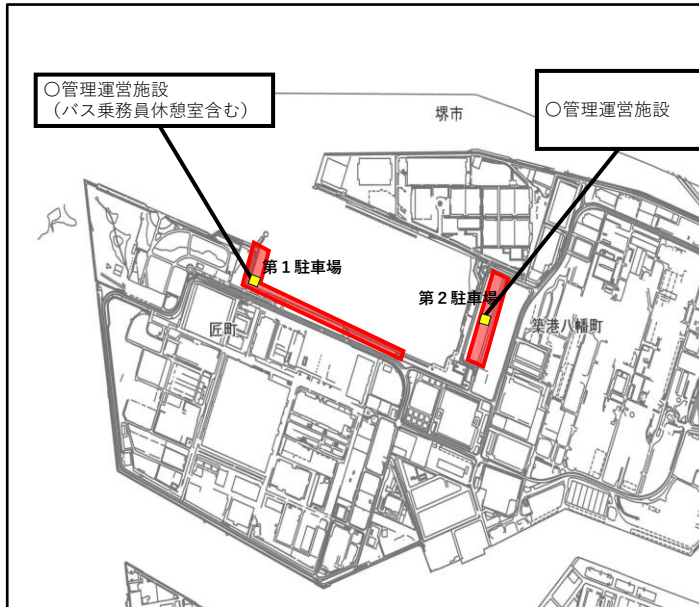 ○管理運営施設
（バス乗務員休憩室含む）
○管理運営施設
堺市
第１駐車場
第２駐車場
匠町
築港八幡町